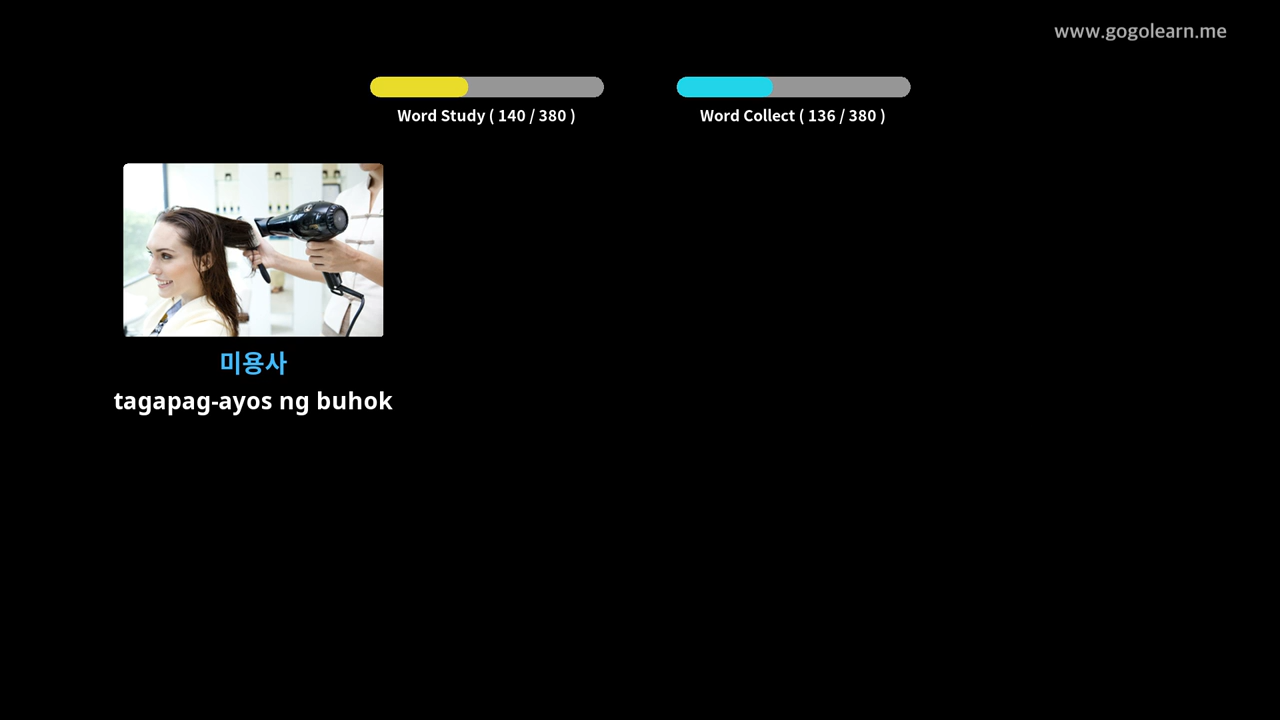 www.gogolearn.me
Word Study ( 140 / 380 )
Word Collect ( 136 / 380 )
미용사
tagapag-ayos ng buhok